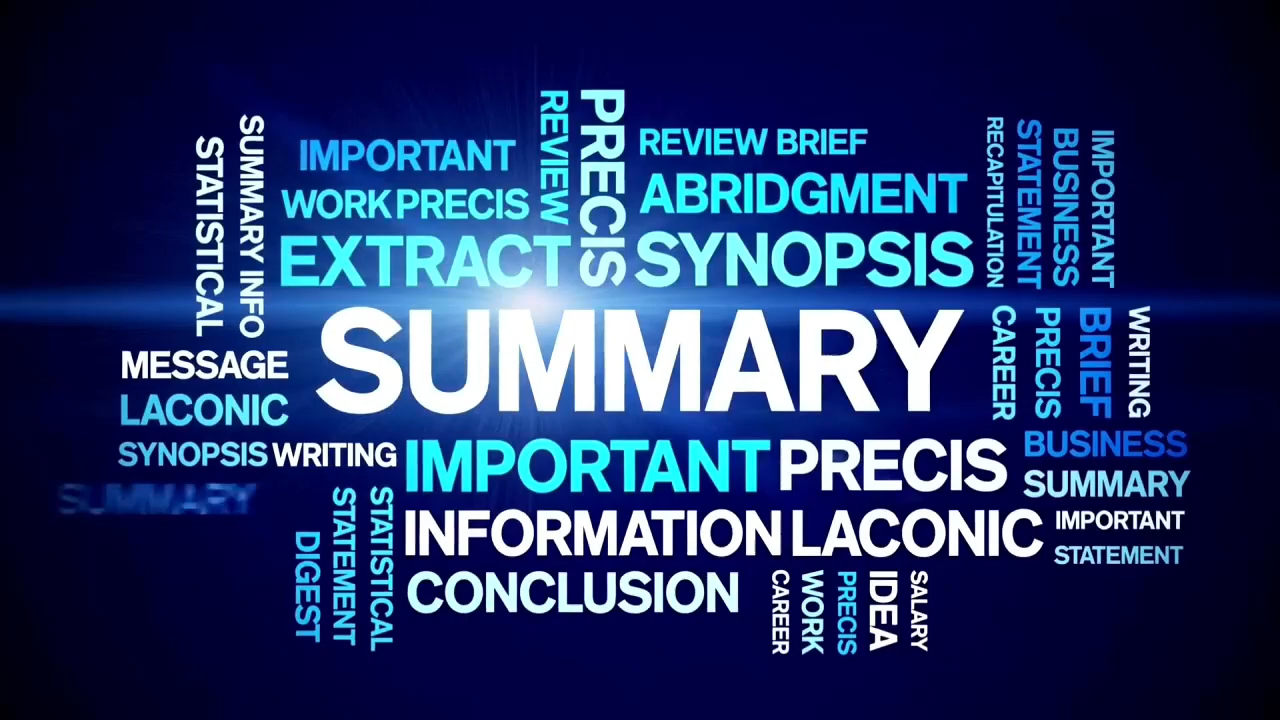 SUMMARY INFO
STATISTICAL
IMPORTANT
WORK PRECIS
EXTRACT
REVIEW
PRECIS
REVIEW BRIEF
ABRIDGMENT
SYNOPSIS
RECAPITULATION
STATEMENT
BUSINESS
IMPORTANT
SUMMARY
CAREER
PRECIS
BRIEF
WRITING
MESSAGE
LACONIC
SYNOPSIS WRITING
SUMMARY
IMPORTANT PRECIS
BUSINESS
SUMMARY
IMPORTANT
STATEMENT
INFORMATION LACONIC
CONCLUSION
DIGEST
STATEMENT
STATISTICAL
CAREER
WORK
PRECIS
IDEA
SALARY